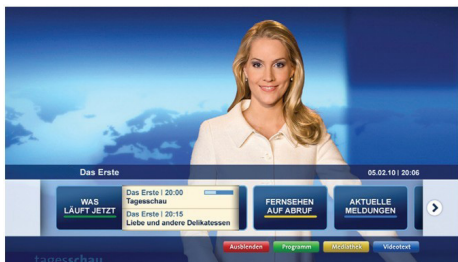 Das Erste
05.02.10 | 20:06
WAS
LÄUFT JETZT
Das Erste | 20:00
Tagesschau
Das Erste | 20:15
Liebe und andere Delikatessen
FERNSEHEN
AUF ABRUF
AKTUELLE
MELDUNGEN
Ausblenden
Programm
Mediathek
Videotext
tagesschau